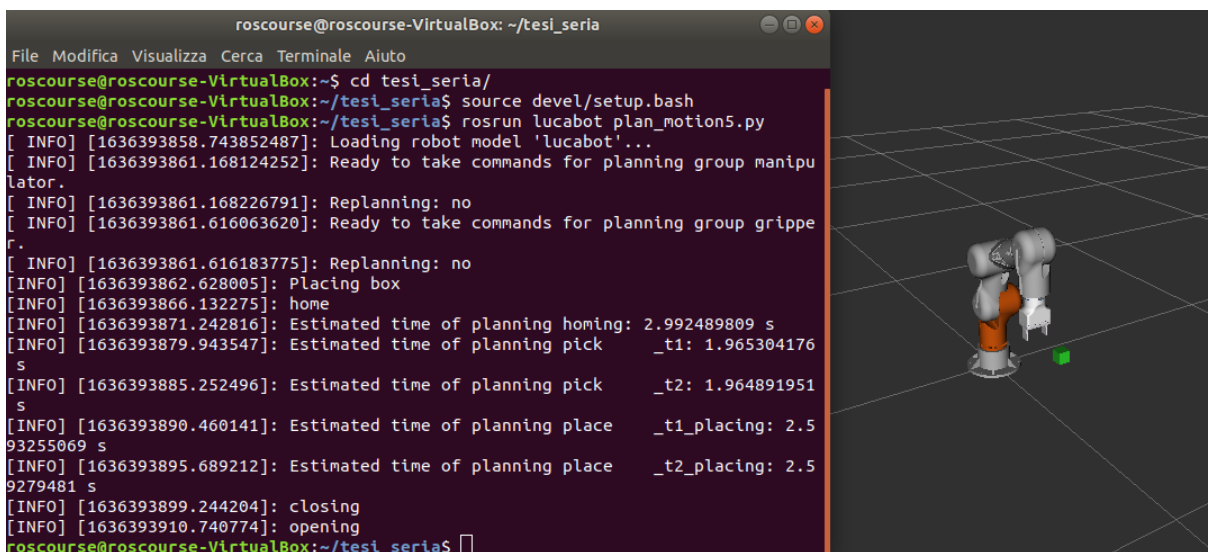 roscourse@roscourse-VirtualBox: ~/tesi_seria
File Modifica Visualizza Cerca Terminale Aiuto
roscourse@roscourse-VirtualBox:~$ cd tesi_seria/
roscourse@roscourse-VirtualBox:~/tesi_seria$ source devel/setup.bash
roscourse@roscourse-VirtualBox:~/tesi_seria$ rosrun lucabot plan_motion5.py
[ INFO] [1636393858.743852487]: Loading robot model 'lucabot'...
[ INFO] [1636393861.168124252]: Ready to take commands for planning group manipu
lator.
[ INFO] [1636393861.168226791]: Replanning: no
[ INFO] [1636393861.616063620]: Ready to take commands for planning group grippe
r.
[ INFO] [1636393861.616183775]: Replanning: no
[INFO] [1636393862.628005]: Placing box
[INFO] [1636393866.132275]: home
[INFO] [1636393871.242816]: Estimated time of planning homing: 2.992489809 s
[INFO] [1636393879.943547]: Estimated time of planning pick     _t1: 1.965304176
 s
[INFO] [1636393885.252496]: Estimated time of planning pick     _t2: 1.964891951
 s
[INFO] [1636393890.460141]: Estimated time of planning place    _t1_placing: 2.5
93255069 s
[INFO] [1636393895.689212]: Estimated time of planning place    _t2_placing: 2.5
9279481 s
[INFO] [1636393899.244204]: closing
[INFO] [1636393910.740774]: opening
roscourse@roscourse-VirtualBox:~/tesi_seria$